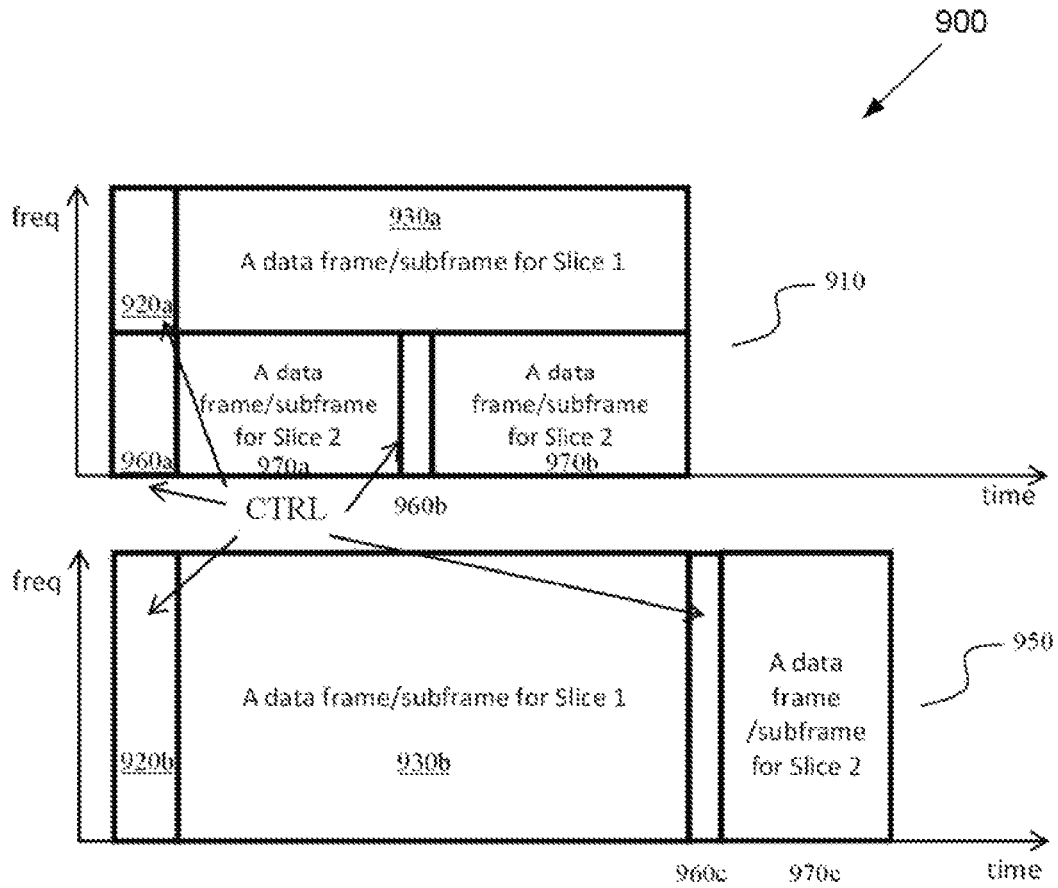 900
freq
930a
A data frame/subframe for Slice 1
910
920a
A data
frame/subframe
for Slice 2
970a
A data
frame/subframe
for Slice 2
970b
960a
time
CTRL
960b
freq
950
A data frame/subframe for Slice 1
A data
frame
/subframe
for Slice 2
920b
930b
960c
970c
time